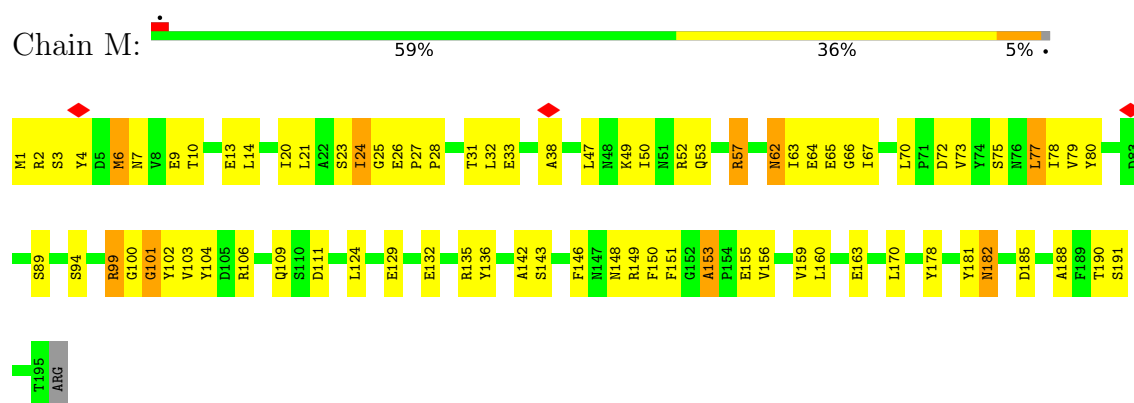 Chain M:
59% 36% 5%
M1 R2 S3 Y4 D5 M6 N7 V8 E9 T10 E13 L14 I20 L21 A22 S23 I24 G25 E26 P27 P28 T31 L32 E33 A38 L47 N48 K49 I50 N51 R52 Q53 R57 N62 I63 E64 E65 G66 I67 L70 P71 D72 V73 Y74 S75 N76 L77 I78 V79 Y80 D83
S89 S94 R99 G100 G101 Y102 V103 Y104 D105 R106 Q109 S110 D111 L124 E129 E132 R135 Y136 A142 S143 F146 N147 N148 R149 F150 F151 G152 A153 P154 E155 V156 V159 L160 E163 L170 Y178 Y181 N182 D185 A188 F189 T190 S191
T195 ARG